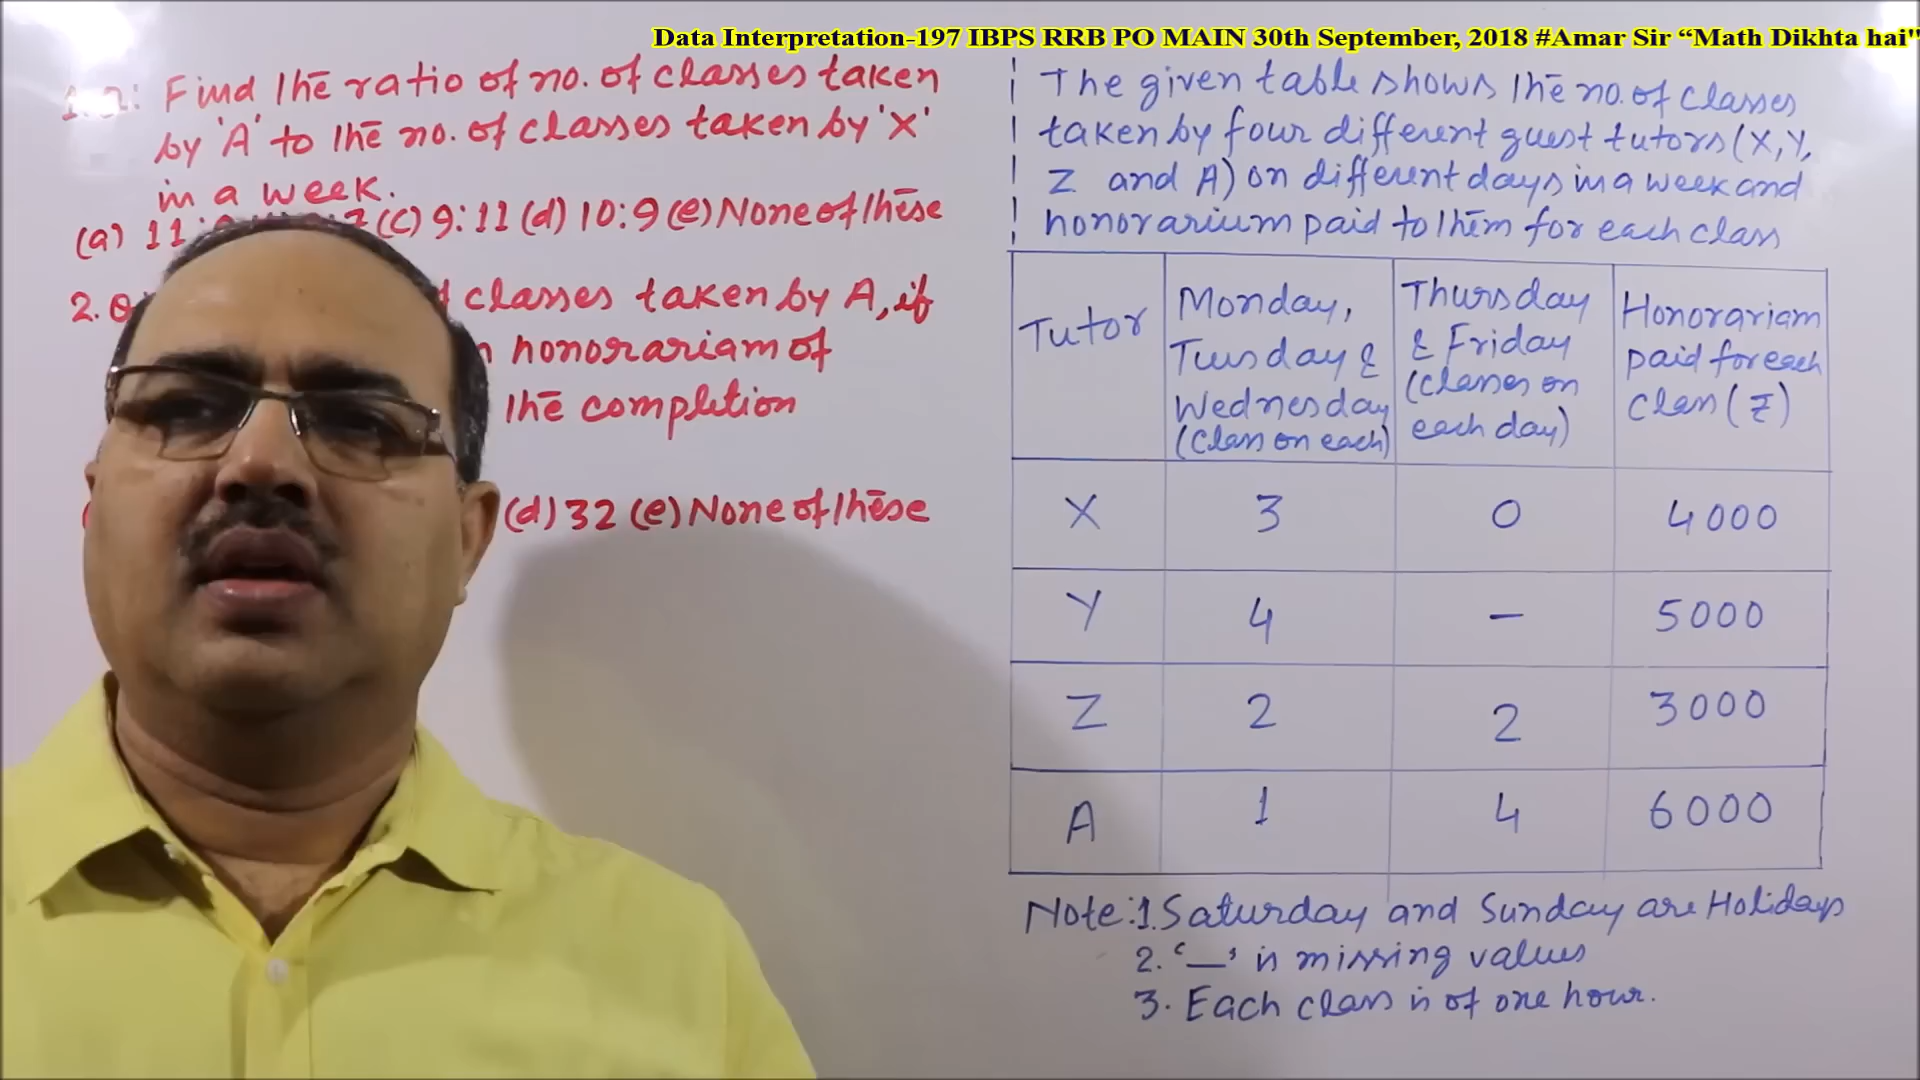 Data Interpretation-197 IBPS RRB PO MAIN 30th September, 2018 #Amar Sir “Math Dikhta hai"
Find the ratio of no. of classes taken
by 'A' to the no. of classes taken by 'X'
in a week.
(a) 11: (c) 9:11 (d) 10:9 (e) None of these
2. classes taken by A, if
honorariam of
the completion
(d) 32 (e) None of these
The given table shows the no. of classes
taken by four different guest tutors (X, Y,
Z and A) on different days in a week and
honorarium paid to them for each class
Tutor
Monday,
Tuesday &
Wednesday
(Class on each)
Thursday
& Friday
(Classes on
each day)
Honorariam
paid for each
class (₹)
X 3 0 4000
Y 4 — 5000
Z 2 2 3000
A 1 4 6000
Note: 1. Saturday and Sunday are Holidays
2. '—' is missing values
3. Each class is of one hour.